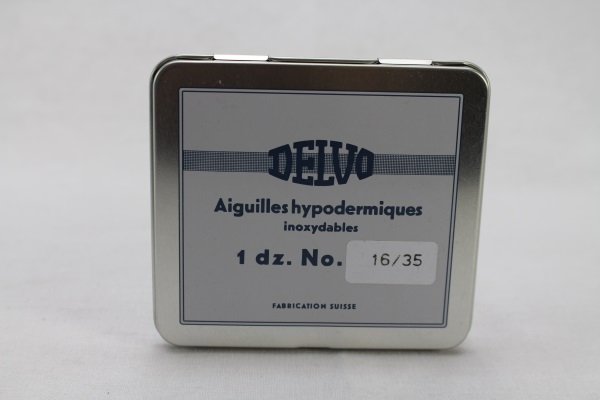 DELVO
Aiguilles hypodermiques
inoxydables
1 dz. No. 16/35
FABRICATION SUISSE